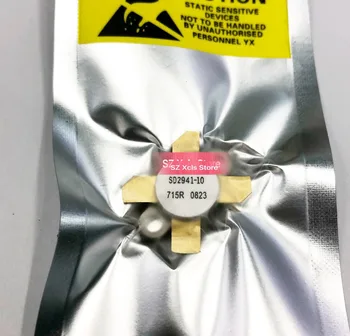 STATIC SENSITIVE
DEVICES
NOT TO BE HANDLED
BY UNAUTHORISED
PERSONNEL YX
SZ Xcis Store
SD2941-10
715R 0823